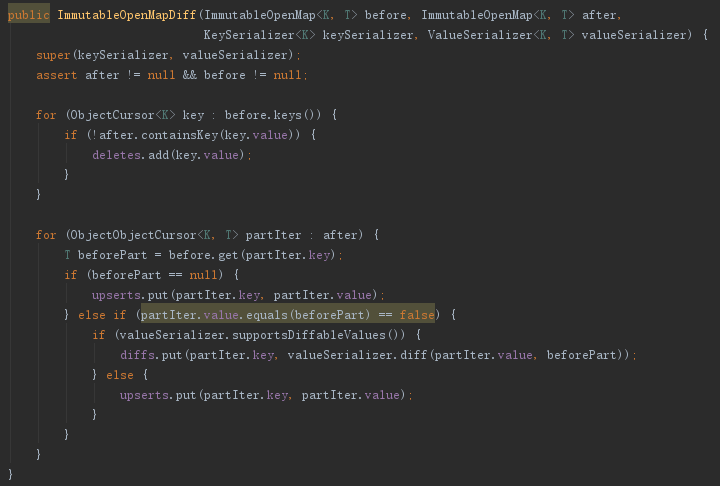 public ImmutableOpenMapDiff(ImmutableOpenMap<K, T> before, ImmutableOpenMap<K, T> after,
                            KeySerializer<K> keySerializer, ValueSerializer<K, T> valueSerializer) {
    super(keySerializer, valueSerializer);
    assert after != null && before != null;

    for (ObjectCursor<K> key : before.keys()) {
        if (!after.containsKey(key.value)) {
            deletes.add(key.value);
        }
    }

    for (ObjectObjectCursor<K, T> partIter : after) {
        T beforePart = before.get(partIter.key);
        if (beforePart == null) {
            upserts.put(partIter.key, partIter.value);
        } else if (partIter.value.equals(beforePart) == false) {
            if (valueSerializer.supportsDiffableValues()) {
                diffs.put(partIter.key, valueSerializer.diff(partIter.value, beforePart));
            } else {
                upserts.put(partIter.key, partIter.value);
            }
        }
    }
}